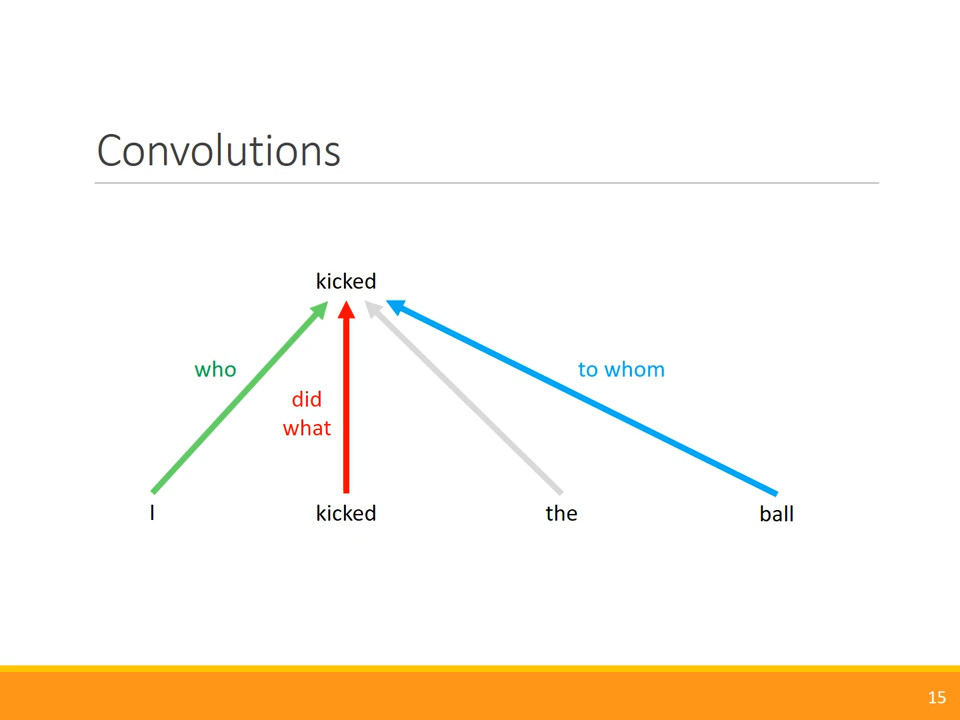 Convolutions
kicked
who
to whom
did
what
I
kicked
the
ball
15